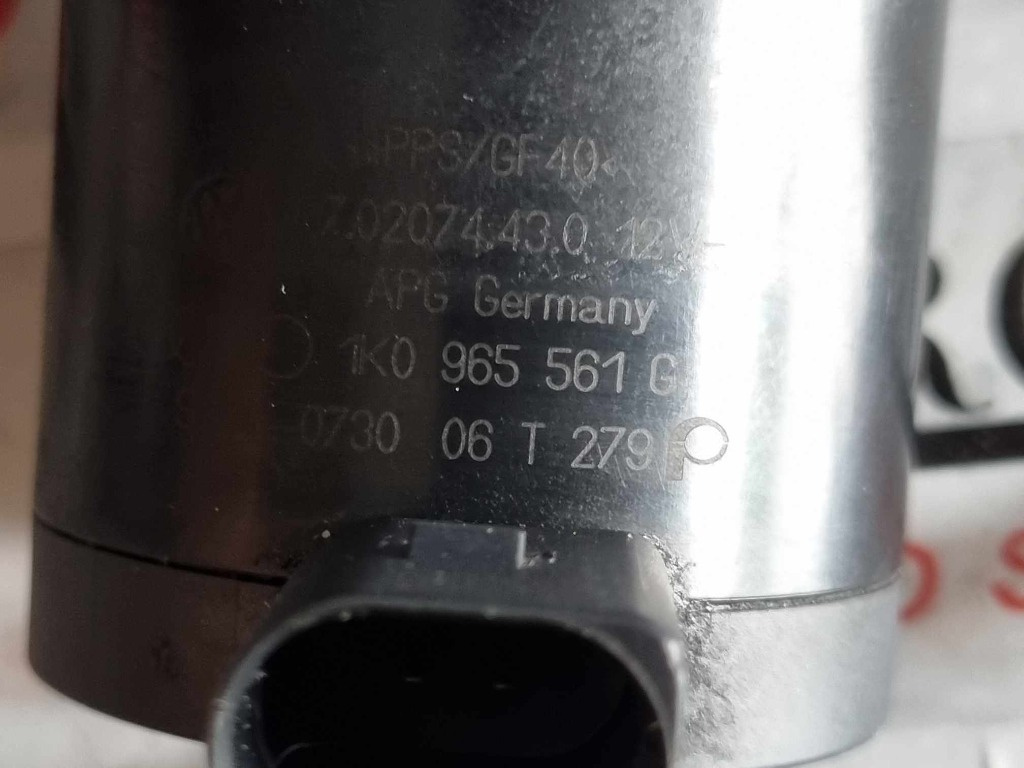 >PPS/GF40<
7.02074.43.0 12V-
APG Germany
1K0 965 561 G
0730 06 T 279